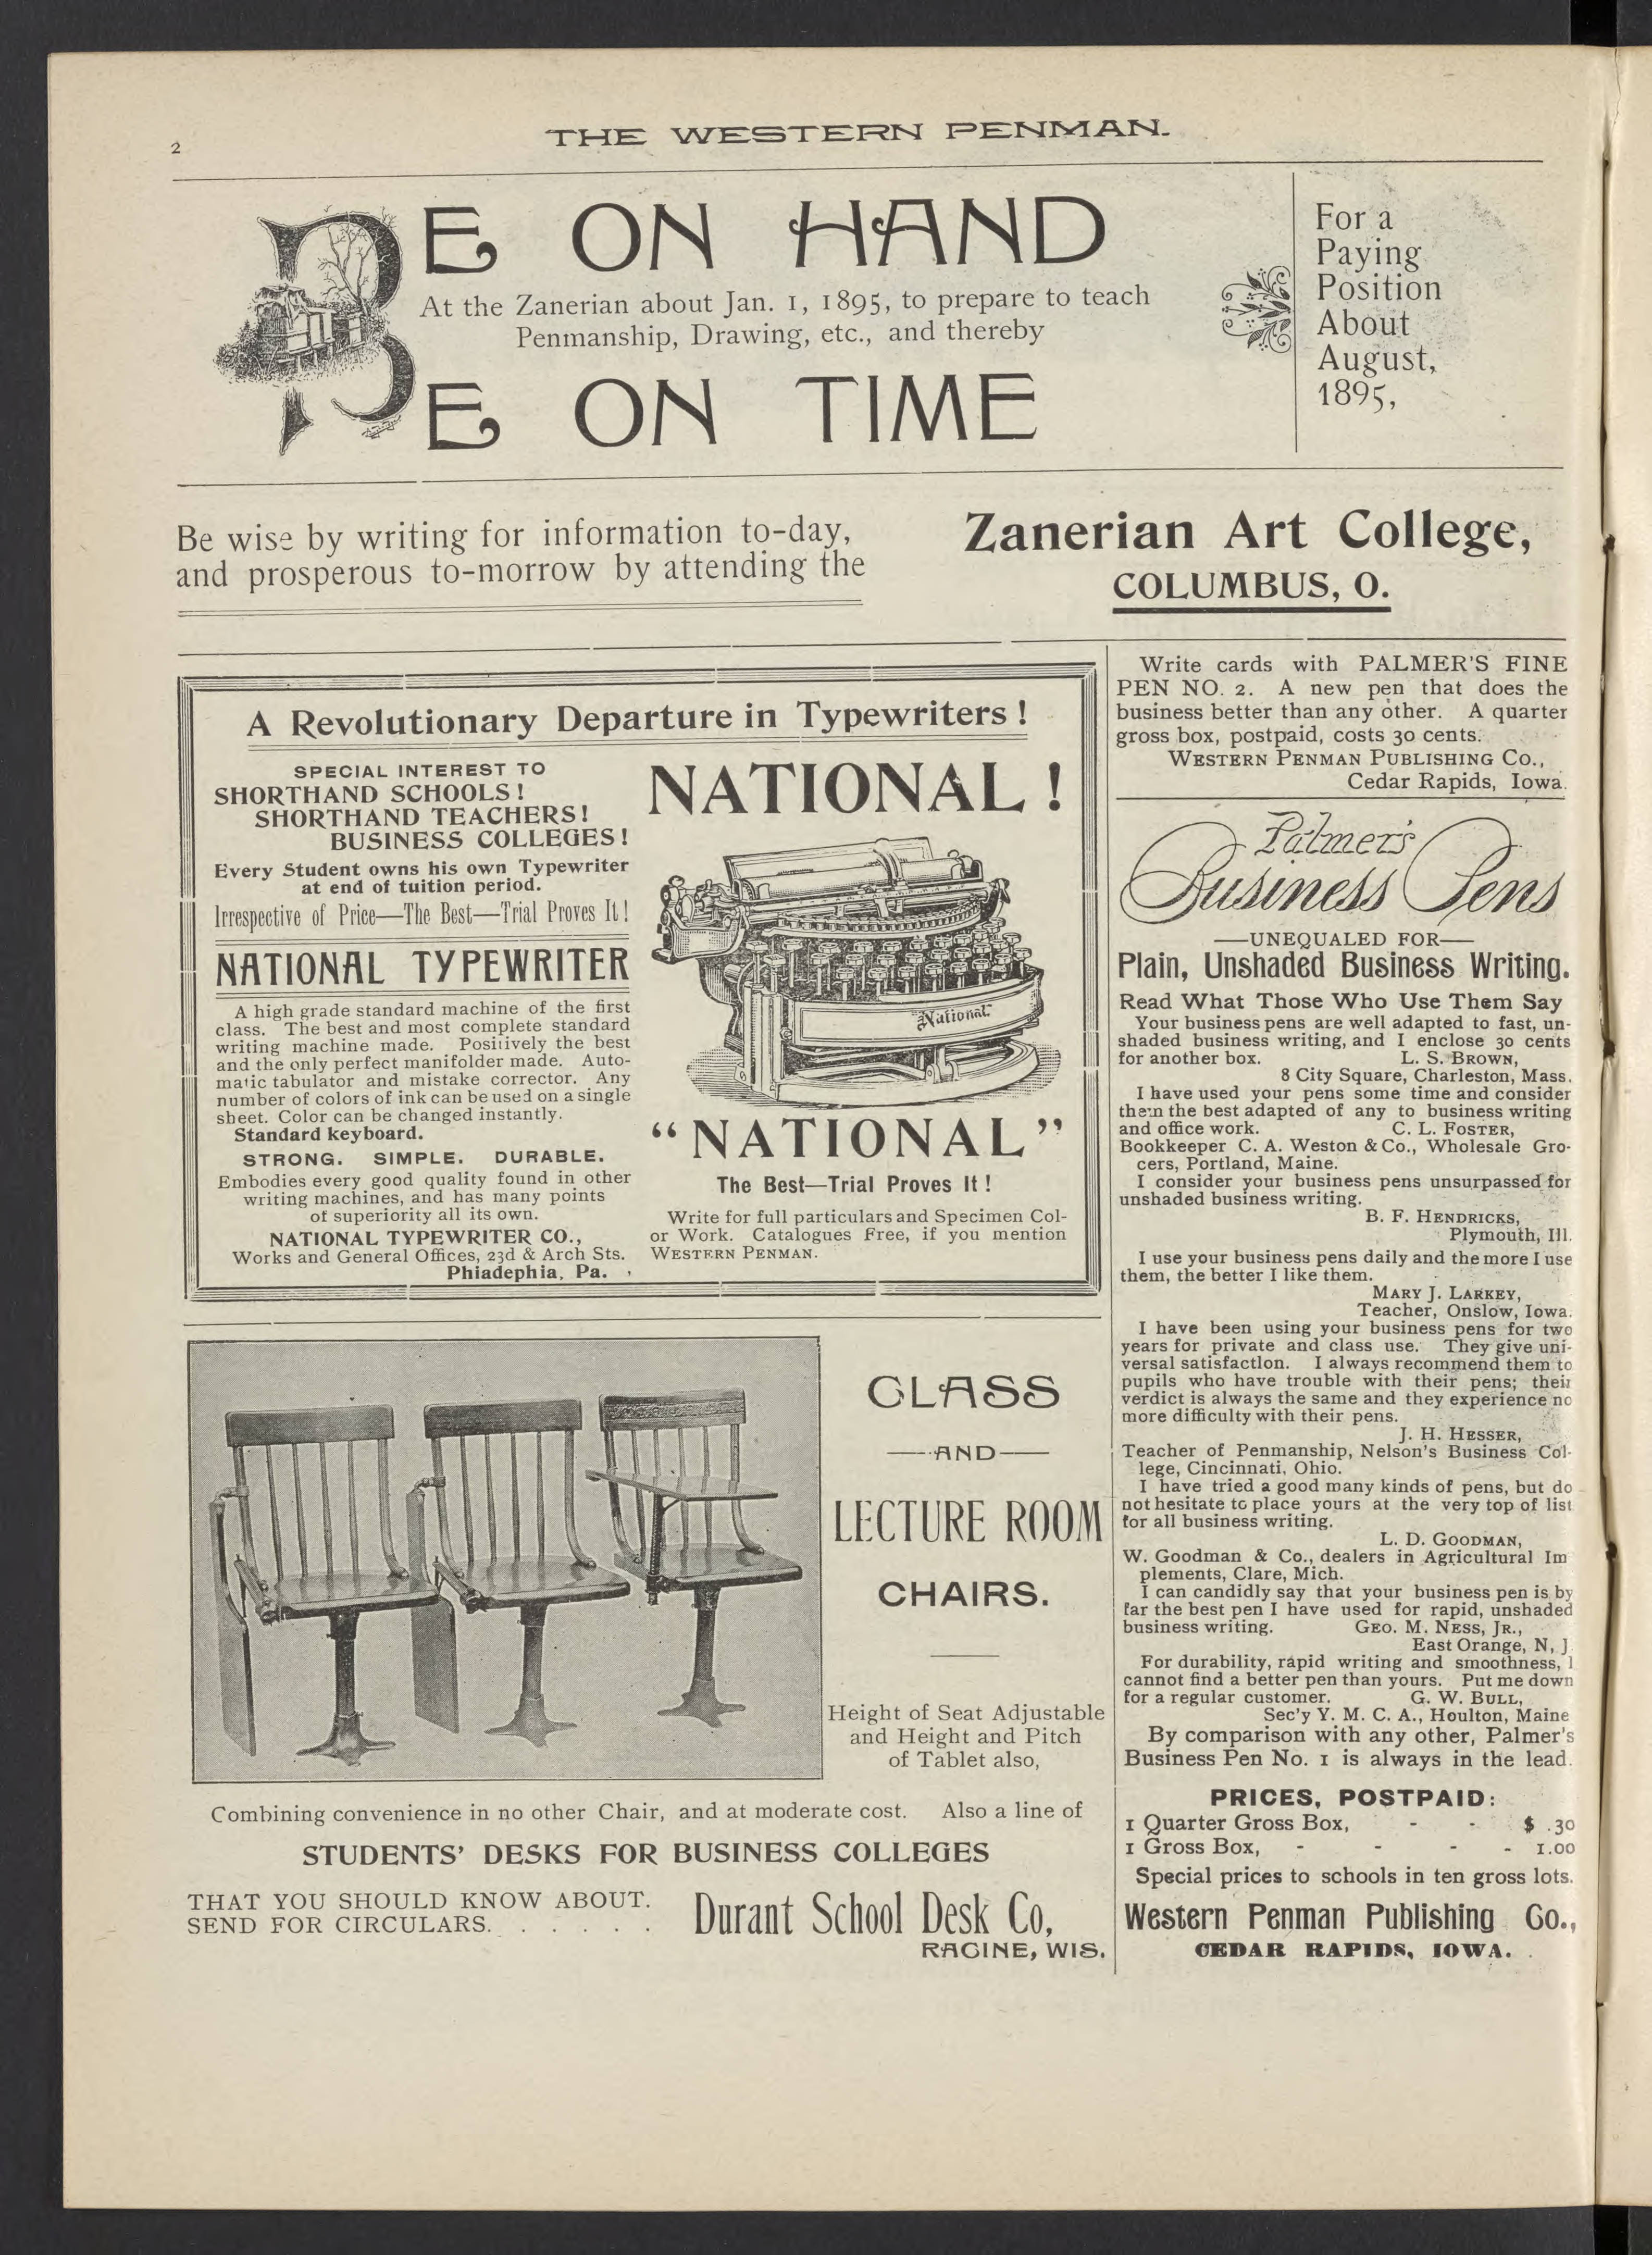 2
THE WESTERN PENMAN.
BE ON HAND
At the Zanerian about Jan. 1, 1895, to prepare to teach
Penmanship, Drawing, etc., and thereby
BE ON TIME
For a
Paying
Position
About
August,
1895,
Be wise by writing for information to-day,
and prosperous to-morrow by attending the
Zanerian Art College,
COLUMBUS, O.
A Revolutionary Departure in Typewriters!
SPECIAL INTEREST TO
SHORTHAND SCHOOLS!
SHORTHAND TEACHERS!
BUSINESS COLLEGES!
Every Student owns his own Typewriter
at end of tuition period.
Irrespective of Price—The Best—Trial Proves It!
NATIONAL TYPEWRITER
A high grade standard machine of the first
class. The best and most complete standard
writing machine made. Positively the best
and the only perfect manifolder made. Auto-
matic tabulator and mistake corrector. Any
number of colors of ink can be used on a single
sheet. Color can be changed instantly.
Standard keyboard.
STRONG. SIMPLE. DURABLE.
Embodies every good quality found in other
writing machines, and has many points
of superiority all its own.
NATIONAL TYPEWRITER CO.,
Works and General Offices, 23d & Arch Sts.
Phiadephia, Pa.
NATIONAL!
"National"
"NATIONAL"
The Best—Trial Proves It!
Write for full particulars and Specimen Col-
or Work. Catalogues Free, if you mention
WESTERN PENMAN.
CLASS
—AND—
LECTURE ROOM
CHAIRS.
Height of Seat Adjustable
and Height and Pitch
of Tablet also,
Combining convenience in no other Chair, and at moderate cost. Also a line of
STUDENTS' DESKS FOR BUSINESS COLLEGES
THAT YOU SHOULD KNOW ABOUT.
SEND FOR CIRCULARS. . . . . . .
Durant School Desk Co,
RACINE, WIS.
Write cards with PALMER'S FINE
PEN NO. 2. A new pen that does the
business better than any other. A quarter
gross box, postpaid, costs 30 cents.
WESTERN PENMAN PUBLISHING CO.,
Cedar Rapids, Iowa.
Palmer's
Business Pens
—UNEQUALED FOR—
Plain, Unshaded Business Writing.
Read What Those Who Use Them Say
Your business pens are well adapted to fast, un-
shaded business writing, and I enclose 30 cents
for another box. L. S. BROWN,
8 City Square, Charleston, Mass.
I have used your pens some time and consider
them the best adapted of any to business writing
and office work. C. L. FOSTER,
Bookkeeper C. A. Weston & Co., Wholesale Gro-
cers, Portland, Maine.
I consider your business pens unsurpassed for
unshaded business writing.
B. F. HENDRICKS,
Plymouth, Ill.
I use your business pens daily and the more I use
them, the better I like them.
MARY J. LARKEY,
Teacher, Onslow, Iowa.
I have been using your business pens for two
years for private and class use. They give uni-
versal satisfaction. I always recommend them to
pupils who have trouble with their pens; their
verdict is always the same and they experience no
more difficulty with their pens.
J. H. HESSER,
Teacher of Penmanship, Nelson's Business Col-
lege, Cincinnati, Ohio.
I have tried a good many kinds of pens, but do
not hesitate to place yours at the very top of list
for all business writing.
L. D. GOODMAN,
W. Goodman & Co., dealers in Agricultural Im
plements, Clare, Mich.
I can candidly say that your business pen is by
far the best pen I have used for rapid, unshaded
business writing. GEO. M. NESS, JR.,
East Orange, N, J
For durability, rapid writing and smoothness, I
cannot find a better pen than yours. Put me down
for a regular customer. G. W. BULL,
Sec'y Y. M. C. A., Houlton, Maine
By comparison with any other, Palmer's
Business Pen No. 1 is always in the lead.
PRICES, POSTPAID:
1 Quarter Gross Box, - - $ .30
1 Gross Box, - - - - 1.00
Special prices to schools in ten gross lots.
Western Penman Publishing Co.,
CEDAR RAPIDS, IOWA.